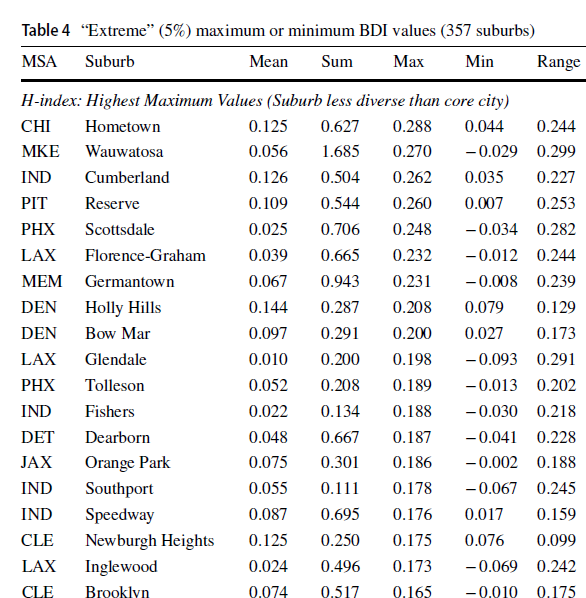 Table 4 “Extreme” (5%) maximum or minimum BDI values (357 suburbs)
MSA Suburb Mean Sum Max Min Range
H-index: Highest Maximum Values (Suburb less diverse than core city)
CHI Hometown 0.125 0.627 0.288 0.044 0.244
MKE Wauwatosa 0.056 1.685 0.270 −0.029 0.299
IND Cumberland 0.126 0.504 0.262 0.035 0.227
PIT Reserve 0.109 0.544 0.260 0.007 0.253
PHX Scottsdale 0.025 0.706 0.248 −0.034 0.282
LAX Florence-Graham 0.039 0.665 0.232 −0.012 0.244
MEM Germantown 0.067 0.943 0.231 −0.008 0.239
DEN Holly Hills 0.144 0.287 0.208 0.079 0.129
DEN Bow Mar 0.097 0.291 0.200 0.027 0.173
LAX Glendale 0.010 0.200 0.198 −0.093 0.291
PHX Tolleson 0.052 0.208 0.189 −0.013 0.202
IND Fishers 0.022 0.134 0.188 −0.030 0.218
DET Dearborn 0.048 0.667 0.187 −0.041 0.228
JAX Orange Park 0.075 0.301 0.186 −0.002 0.188
IND Southport 0.055 0.111 0.178 −0.067 0.245
IND Speedway 0.087 0.695 0.176 0.017 0.159
CLE Newburgh Heights 0.125 0.250 0.175 0.076 0.099
LAX Inglewood 0.024 0.496 0.173 −0.069 0.242
CLE Brooklyn 0.074 0.517 0.165 −0.010 0.175